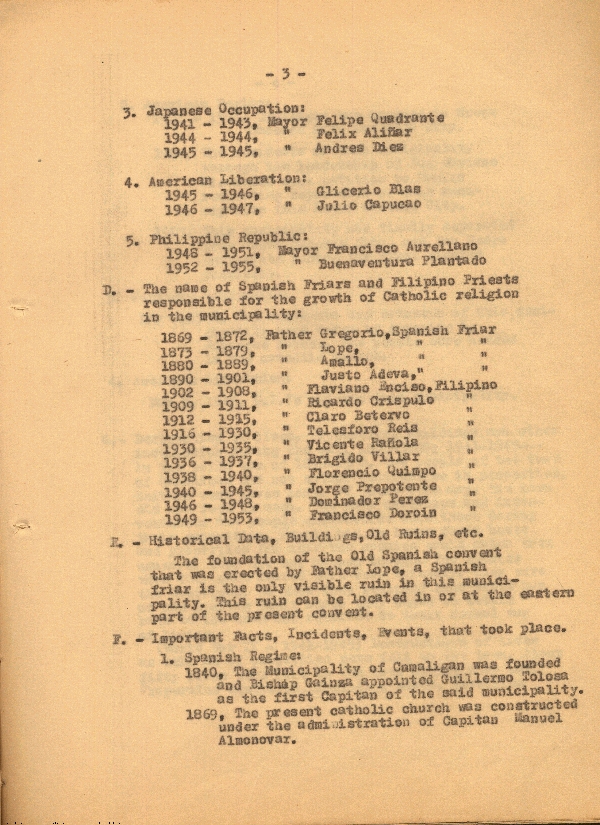 - 3 -
3. Japanese Occupation:
1941 - 1943, Mayor Felipe Quadrante
1944 - 1944, " Felix Aliñar
1945 - 1945, " Andres Diez
4. American Liberation:
1945 - 1946, " Glicerio Blas
1946 - 1947, " Julio Capucao
5. Philippine Republic:
1948 - 1951, Mayor Francisco Aurellano
1952 - 1955, " Buenaventura Plantado
D. - The name of Spanish Friars and Filipino Priests
responsible for the growth of Catholic religion
in the municipality:
1869 - 1872, Father Gregorio, Spanish Friar
1873 - 1879, " Lope, " "
1880 - 1889, " Amallo, " "
1890 - 1901, " Justo Adeva, " "
1902 - 1908, " Flaviano Enciso, Filipino
1909 - 1911, " Ricardo Crispulo "
1912 - 1915, " Claro Betervo "
1916 - 1930, " Telesforo Reis "
1930 - 1935, " Vicente Rañola "
1936 - 1937, " Brigido Villar "
1938 - 1940, " Florencio Quimpo "
1940 - 1945, " Jorge Prepotente "
1946 - 1948, " Dominador Perez "
1949 - 1953, " Francisco Doroin "
E. - Historical Data, Buildings, Old Ruins, etc.
The foundation of the Old Spanish convent
that was erected by Father Lope, a Spanish
friar is the only visible ruin in this munici-
pality. This ruin can be located in or at the eastern
part of the present convent.
F. - Important Facts, Incidents, Events, that took place.
1. Spanish Regime:
1840, The Municipality of Camaligan was founded
and Bishap Gainza appointed Guillermo Tolosa
as the first Capitan of the said municipality.
1869, The present catholic church was constructed
under the administration of Capitan Manuel
Almonovar.